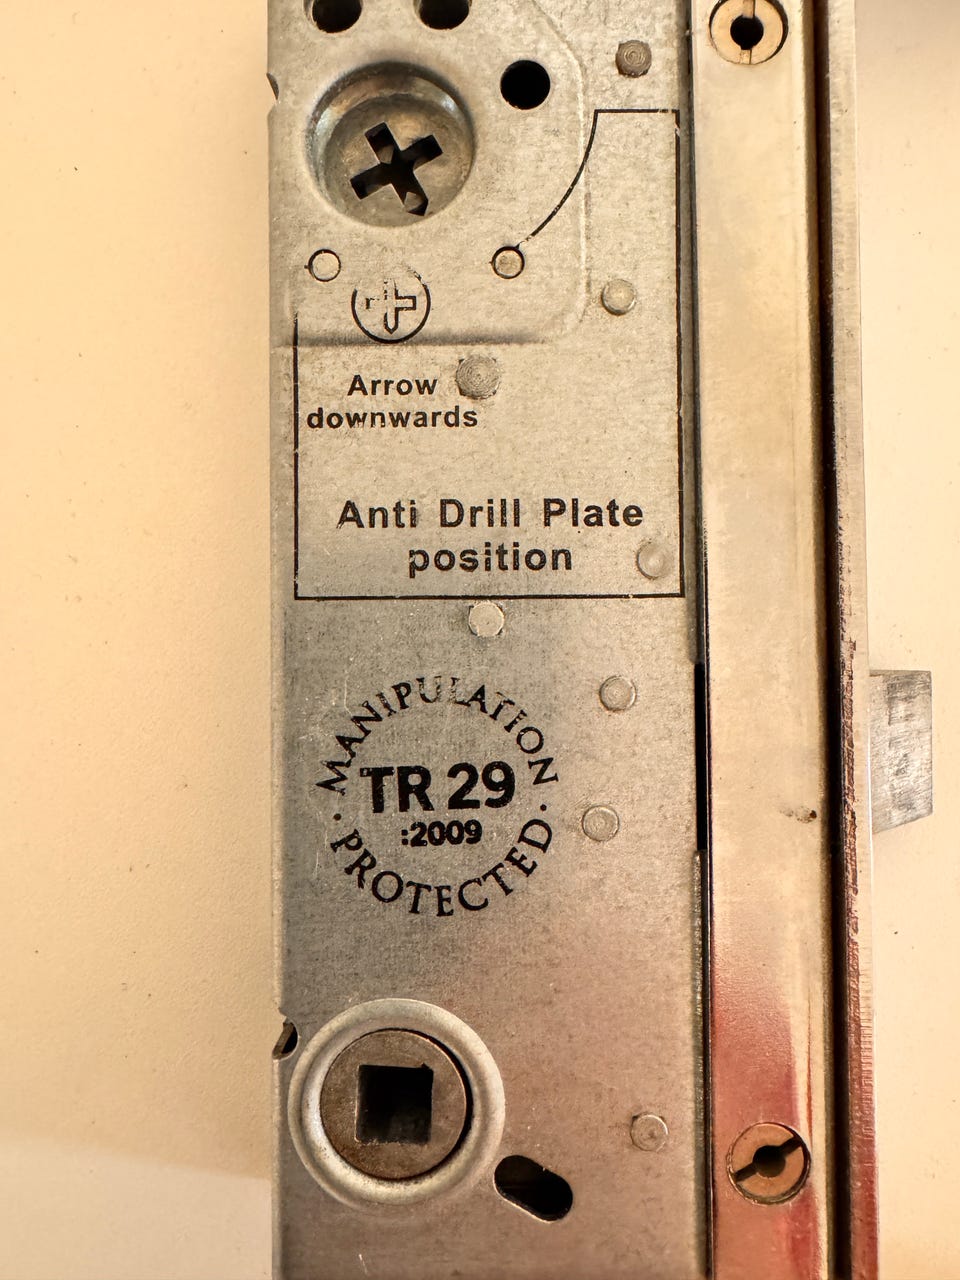 Arrow
downwards
Anti Drill Plate
position
MANIPULATION
TR 29
:2009
· PROTECTED ·